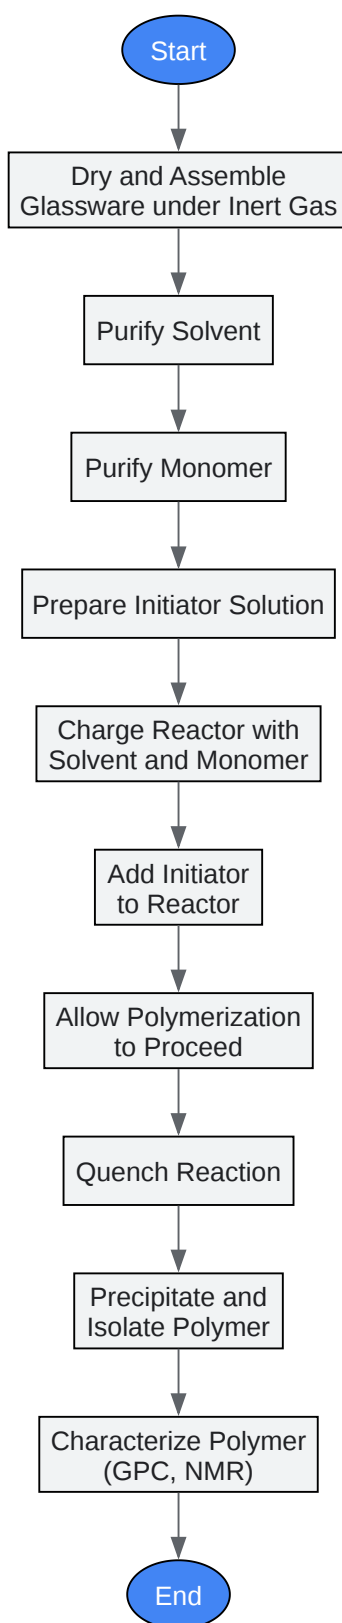 Start
Dry and Assemble
Glassware under Inert Gas
Purify Solvent
Purify Monomer
Prepare Initiator Solution
Charge Reactor with
Solvent and Monomer
Add Initiator
to Reactor
Allow Polymerization
to Proceed
Quench Reaction
Precipitate and
Isolate Polymer
Characterize Polymer
(GPC, NMR)
End